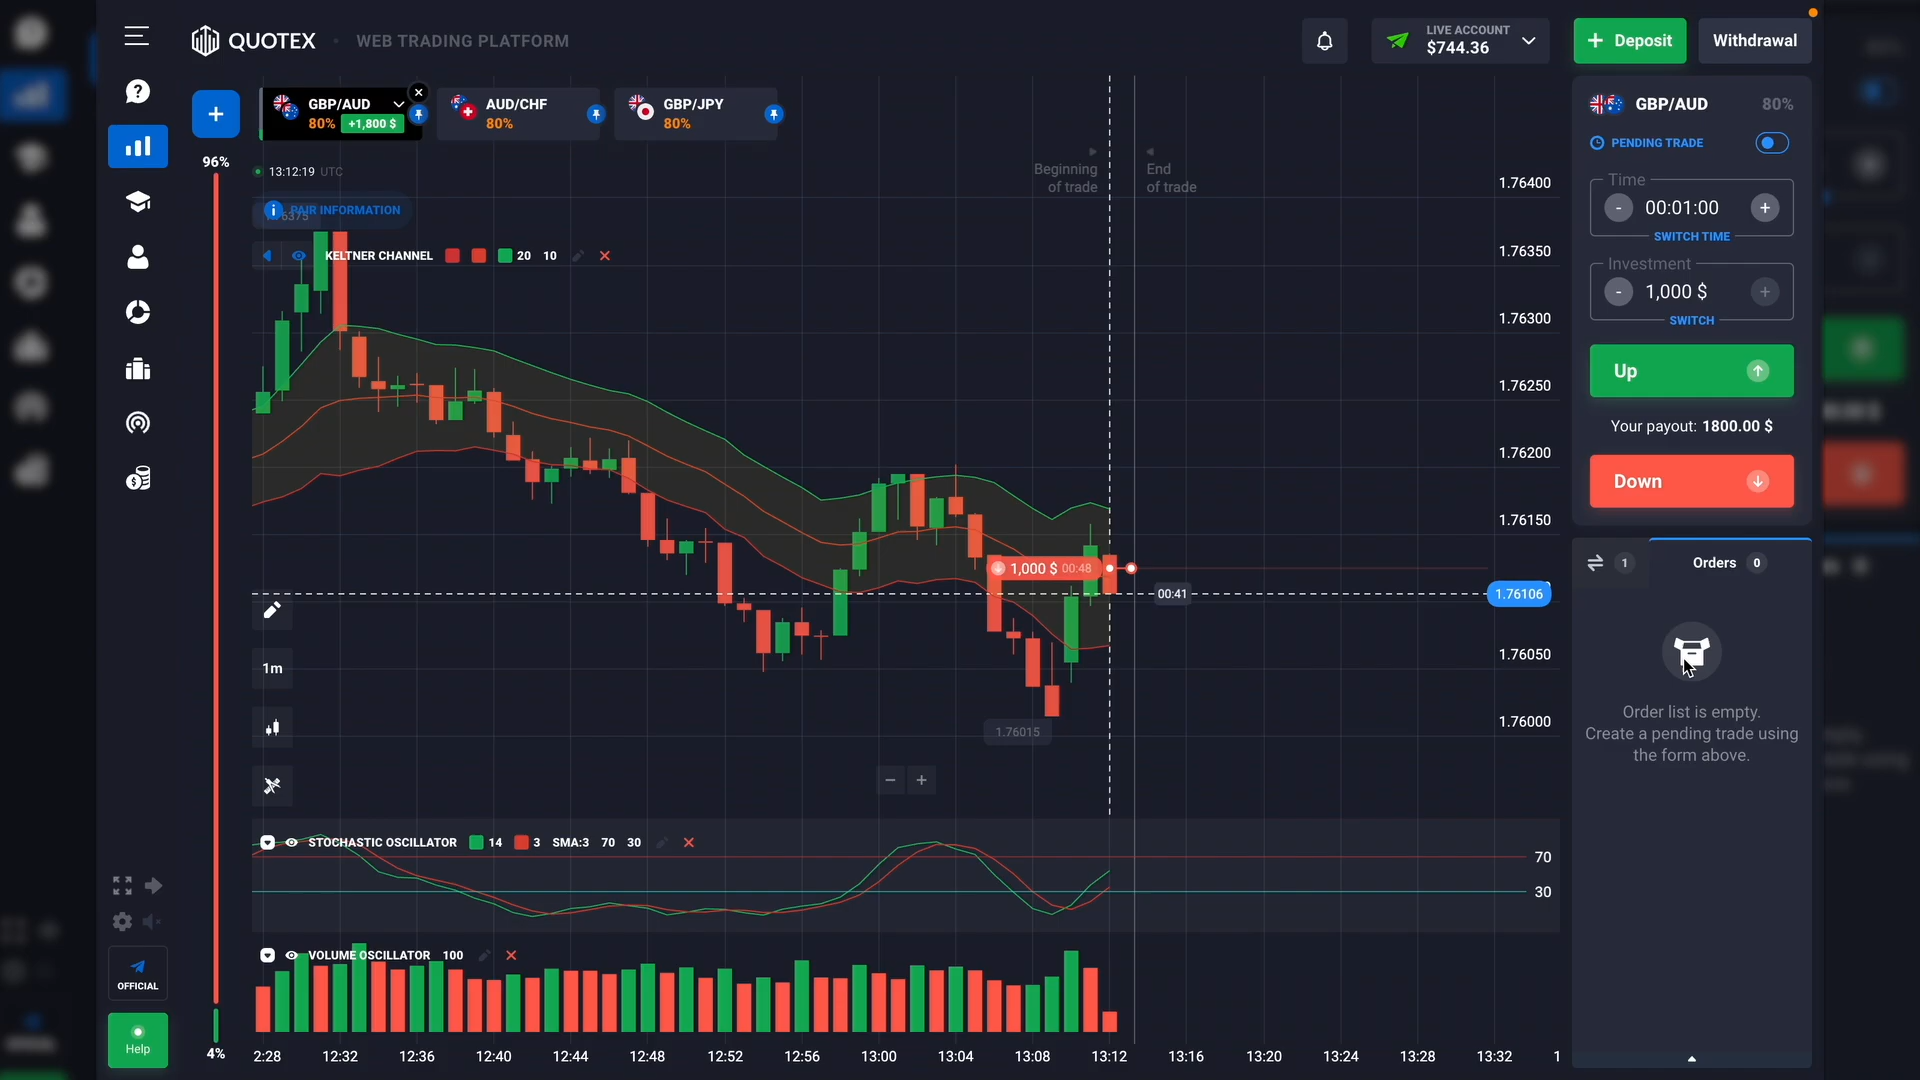 QUOTEX
WEB TRADING PLATFORM
LIVE ACCOUNT
$744.36
+ Deposit
Withdrawal
+
GBP/AUD
80% +1,800 $
AUD/CHF
80%
GBP/JPY
80%
96%
13:12:19 UTC
PAIR INFORMATION
KELTNER CHANNEL 20 10
Beginning
of trade
End
of trade
1.76400
1.76350
1.76300
1.76250
1.76200
1.76150
1.76106
1.76050
1.76000
1,000 $ 00:48
00:41
1.76015
1m
− +
STOCHASTIC OSCILLATOR 14 3 SMA:3 70 30
70
30
VOLUME OSCILLATOR 100
4%
2:28 12:32 12:36 12:40 12:44 12:48 12:52 12:56 13:00 13:04 13:08 13:12 13:16 13:20 13:24 13:28 13:32 1
OFFICIAL
Help
GBP/AUD 80%
PENDING TRADE
Time
- 00:01:00 +
SWITCH TIME
Investment
- 1,000 $ +
SWITCH
Up
Your payout: 1800.00 $
Down
1
Orders 0
Order list is empty.
Create a pending trade using
the form above.